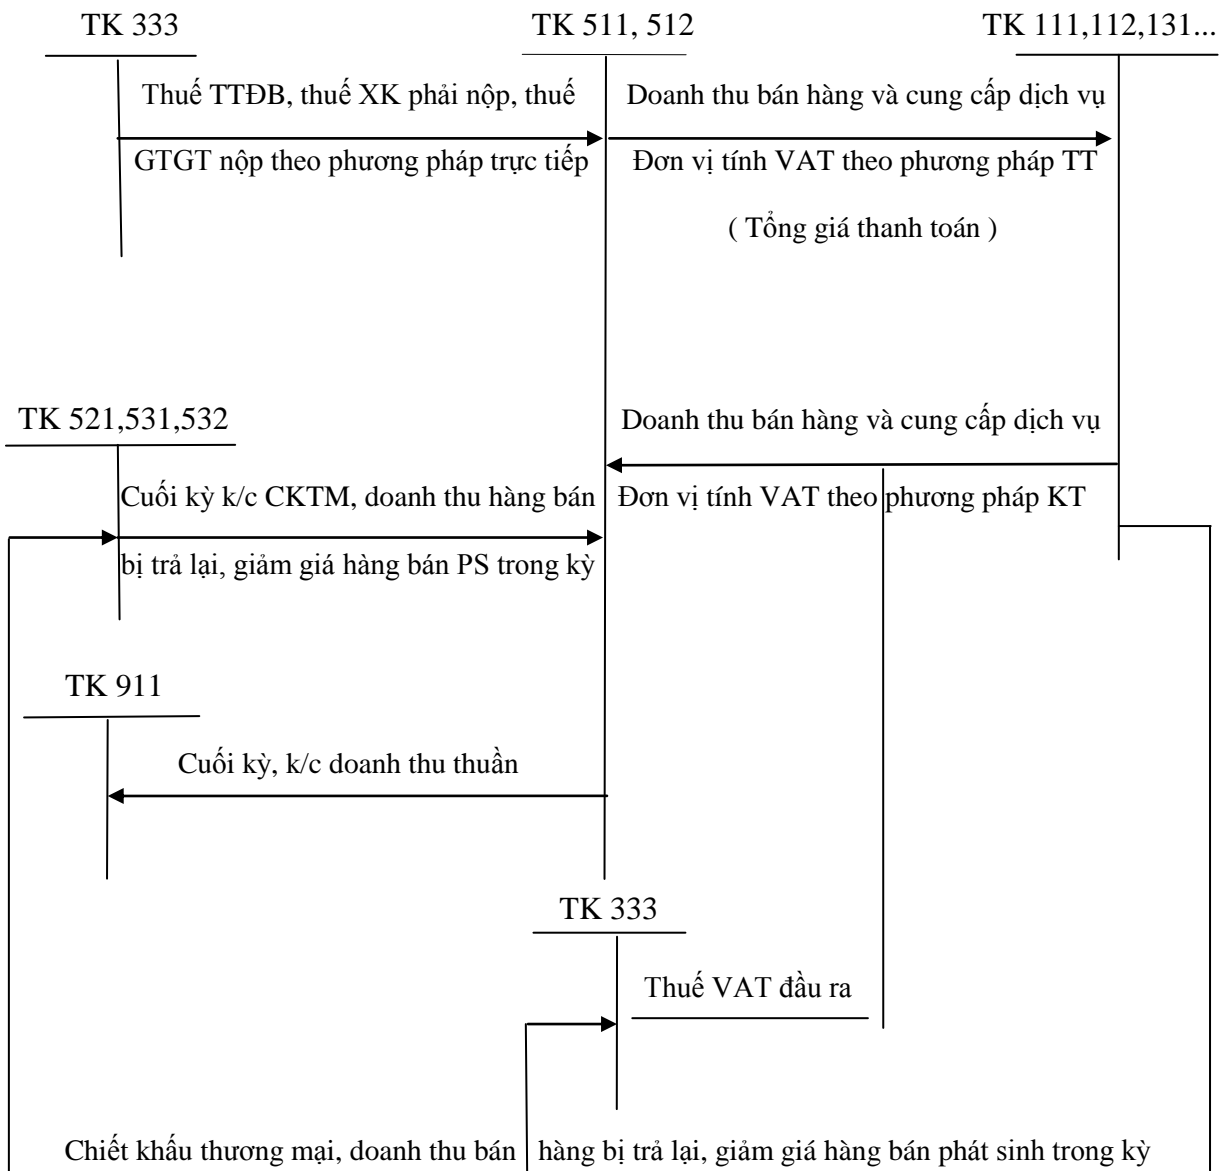 TK 333
TK 511, 512
TK 111,112,131...
Thuế TTĐB, thuế XK phải nộp, thuế
GTGT nộp theo phương pháp trực tiếp
Doanh thu bán hàng và cung cấp dịch vụ
Đơn vị tính VAT theo phương pháp TT
( Tổng giá thanh toán )
TK 521,531,532
Doanh thu bán hàng và cung cấp dịch vụ
Cuối kỳ k/c CKTM, doanh thu hàng bán
bị trả lại, giảm giá hàng bán PS trong kỳ
Đơn vị tính VAT theo phương pháp KT
TK 911
Cuối kỳ, k/c doanh thu thuần
TK 333
Thuế VAT đầu ra
Chiết khấu thương mại, doanh thu bán hàng bị trả lại, giảm giá hàng bán phát sinh trong kỳ